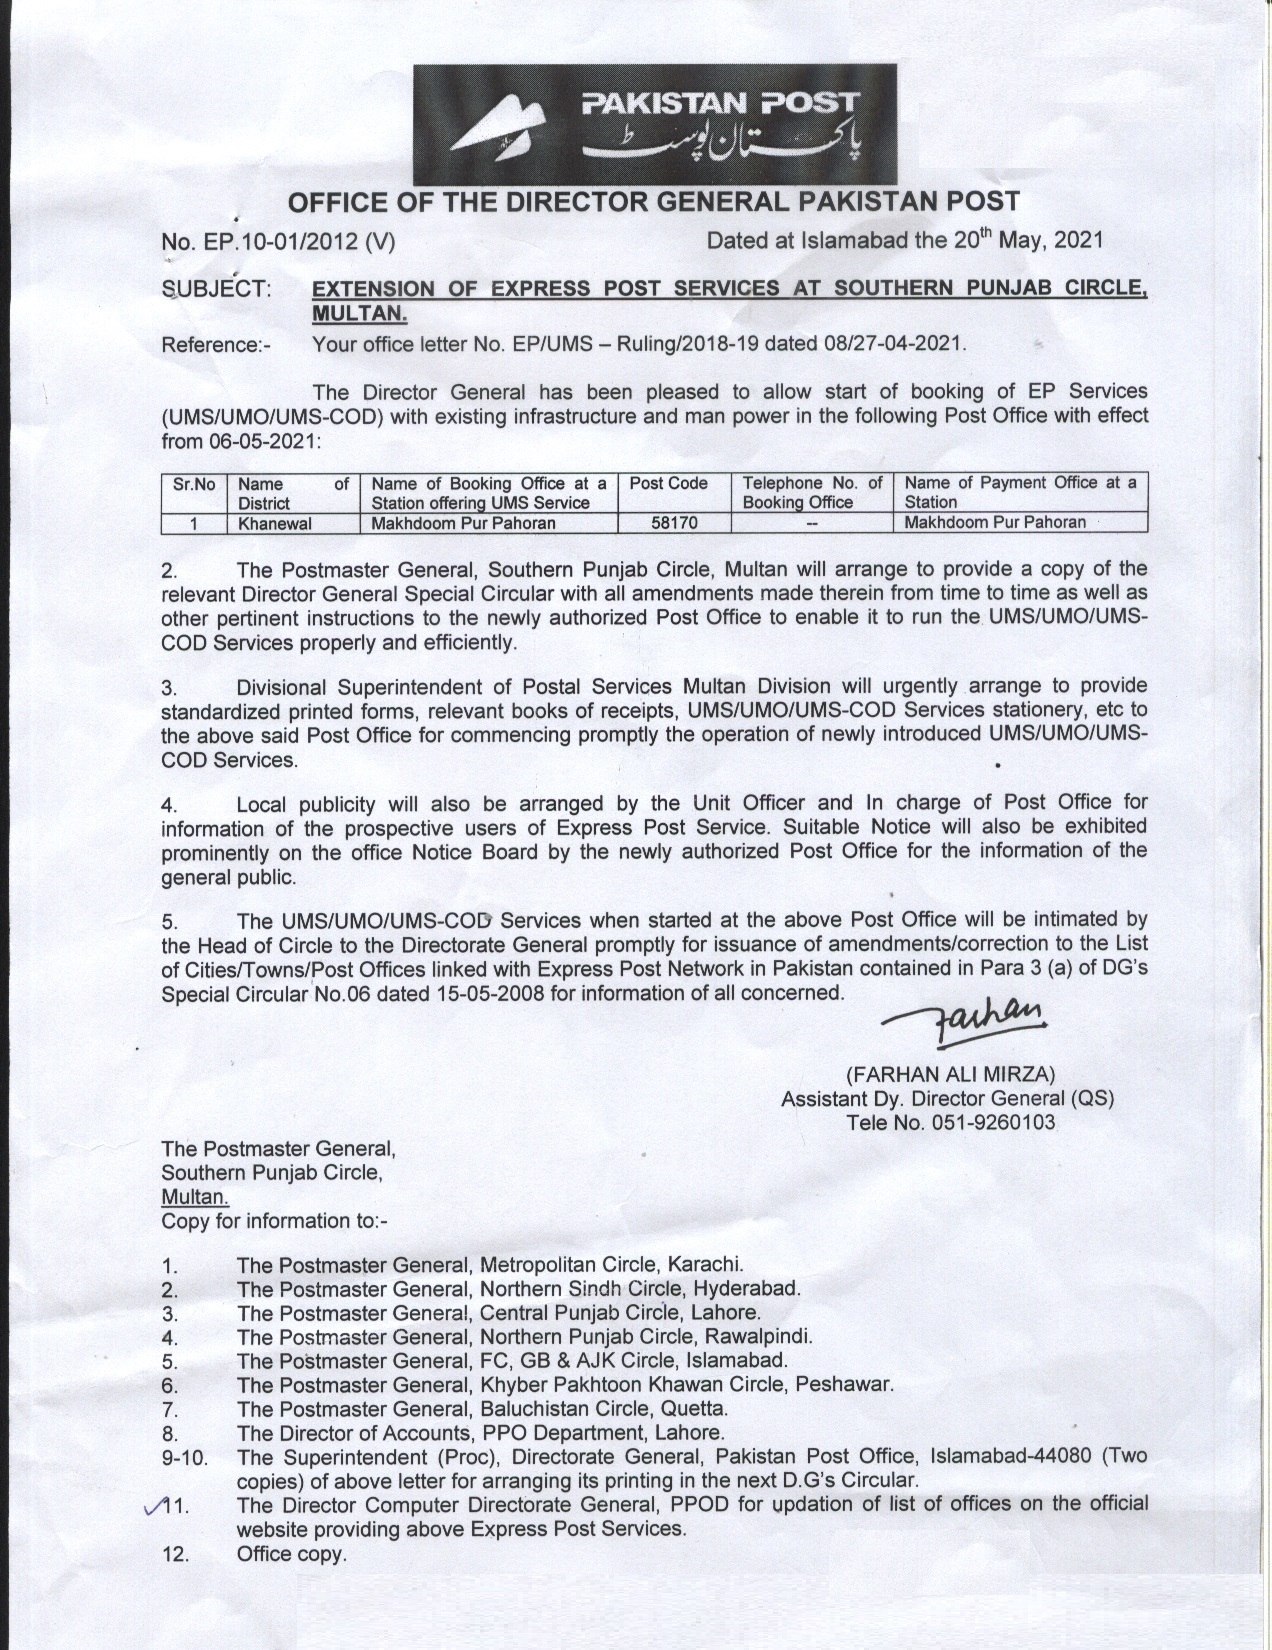 PAKISTAN POST
پاکستان پوسٹ
OFFICE OF THE DIRECTOR GENERAL PAKISTAN POST
No. EP.10-01/2012 (V) Dated at Islamabad the 20th May, 2021
SUBJECT: EXTENSION OF EXPRESS POST SERVICES AT SOUTHERN PUNJAB CIRCLE,
MULTAN.
Reference:- Your office letter No. EP/UMS – Ruling/2018-19 dated 08/27-04-2021.
The Director General has been pleased to allow start of booking of EP Services
(UMS/UMO/UMS-COD) with existing infrastructure and man power in the following Post Office with effect
from 06-05-2021:
Sr.No Name of Name of Booking Office at a Post Code Telephone No. of Name of Payment Office at a
District Station offering UMS Service Booking Office Station
1 Khanewal Makhdoom Pur Pahoran 58170 -- Makhdoom Pur Pahoran
2. The Postmaster General, Southern Punjab Circle, Multan will arrange to provide a copy of the
relevant Director General Special Circular with all amendments made therein from time to time as well as
other pertinent instructions to the newly authorized Post Office to enable it to run the UMS/UMO/UMS-
COD Services properly and efficiently.
3. Divisional Superintendent of Postal Services Multan Division will urgently arrange to provide
standardized printed forms, relevant books of receipts, UMS/UMO/UMS-COD Services stationery, etc to
the above said Post Office for commencing promptly the operation of newly introduced UMS/UMO/UMS-
COD Services.
4. Local publicity will also be arranged by the Unit Officer and In charge of Post Office for
information of the prospective users of Express Post Service. Suitable Notice will also be exhibited
prominently on the office Notice Board by the newly authorized Post Office for the information of the
general public.
5. The UMS/UMO/UMS-COD Services when started at the above Post Office will be intimated by
the Head of Circle to the Directorate General promptly for issuance of amendments/correction to the List
of Cities/Towns/Post Offices linked with Express Post Network in Pakistan contained in Para 3 (a) of DG's
Special Circular No.06 dated 15-05-2008 for information of all concerned.
Farhan
(FARHAN ALI MIRZA)
Assistant Dy. Director General (QS)
Tele No. 051-9260103
The Postmaster General,
Southern Punjab Circle,
Multan.
Copy for information to:-
1. The Postmaster General, Metropolitan Circle, Karachi.
2. The Postmaster General, Northern Sindh Circle, Hyderabad.
3. The Postmaster General, Central Punjab Circle, Lahore.
4. The Postmaster General, Northern Punjab Circle, Rawalpindi.
5. The Postmaster General, FC, GB & AJK Circle, Islamabad.
6. The Postmaster General, Khyber Pakhtoon Khawan Circle, Peshawar.
7. The Postmaster General, Baluchistan Circle, Quetta.
8. The Director of Accounts, PPO Department, Lahore.
9-10. The Superintendent (Proc), Directorate General, Pakistan Post Office, Islamabad-44080 (Two
copies) of above letter for arranging its printing in the next D.G's Circular.
11. The Director Computer Directorate General, PPOD for updation of list of offices on the official
website providing above Express Post Services.
12. Office copy.